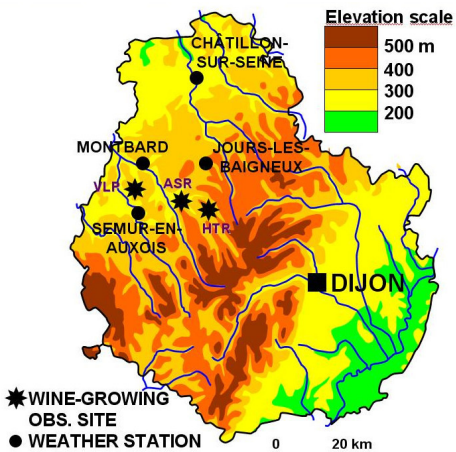 Elevation scale
500 m
400
300
200
CHÂTILLON-
SUR-SEINE
MONTBARD
JOURS-LES-
BAIGNEUX
VLP
ASR
HTR
SEMUR-EN-
AUXOIS
DIJON
WINE-GROWING
OBS. SITE
WEATHER STATION
0 20 km